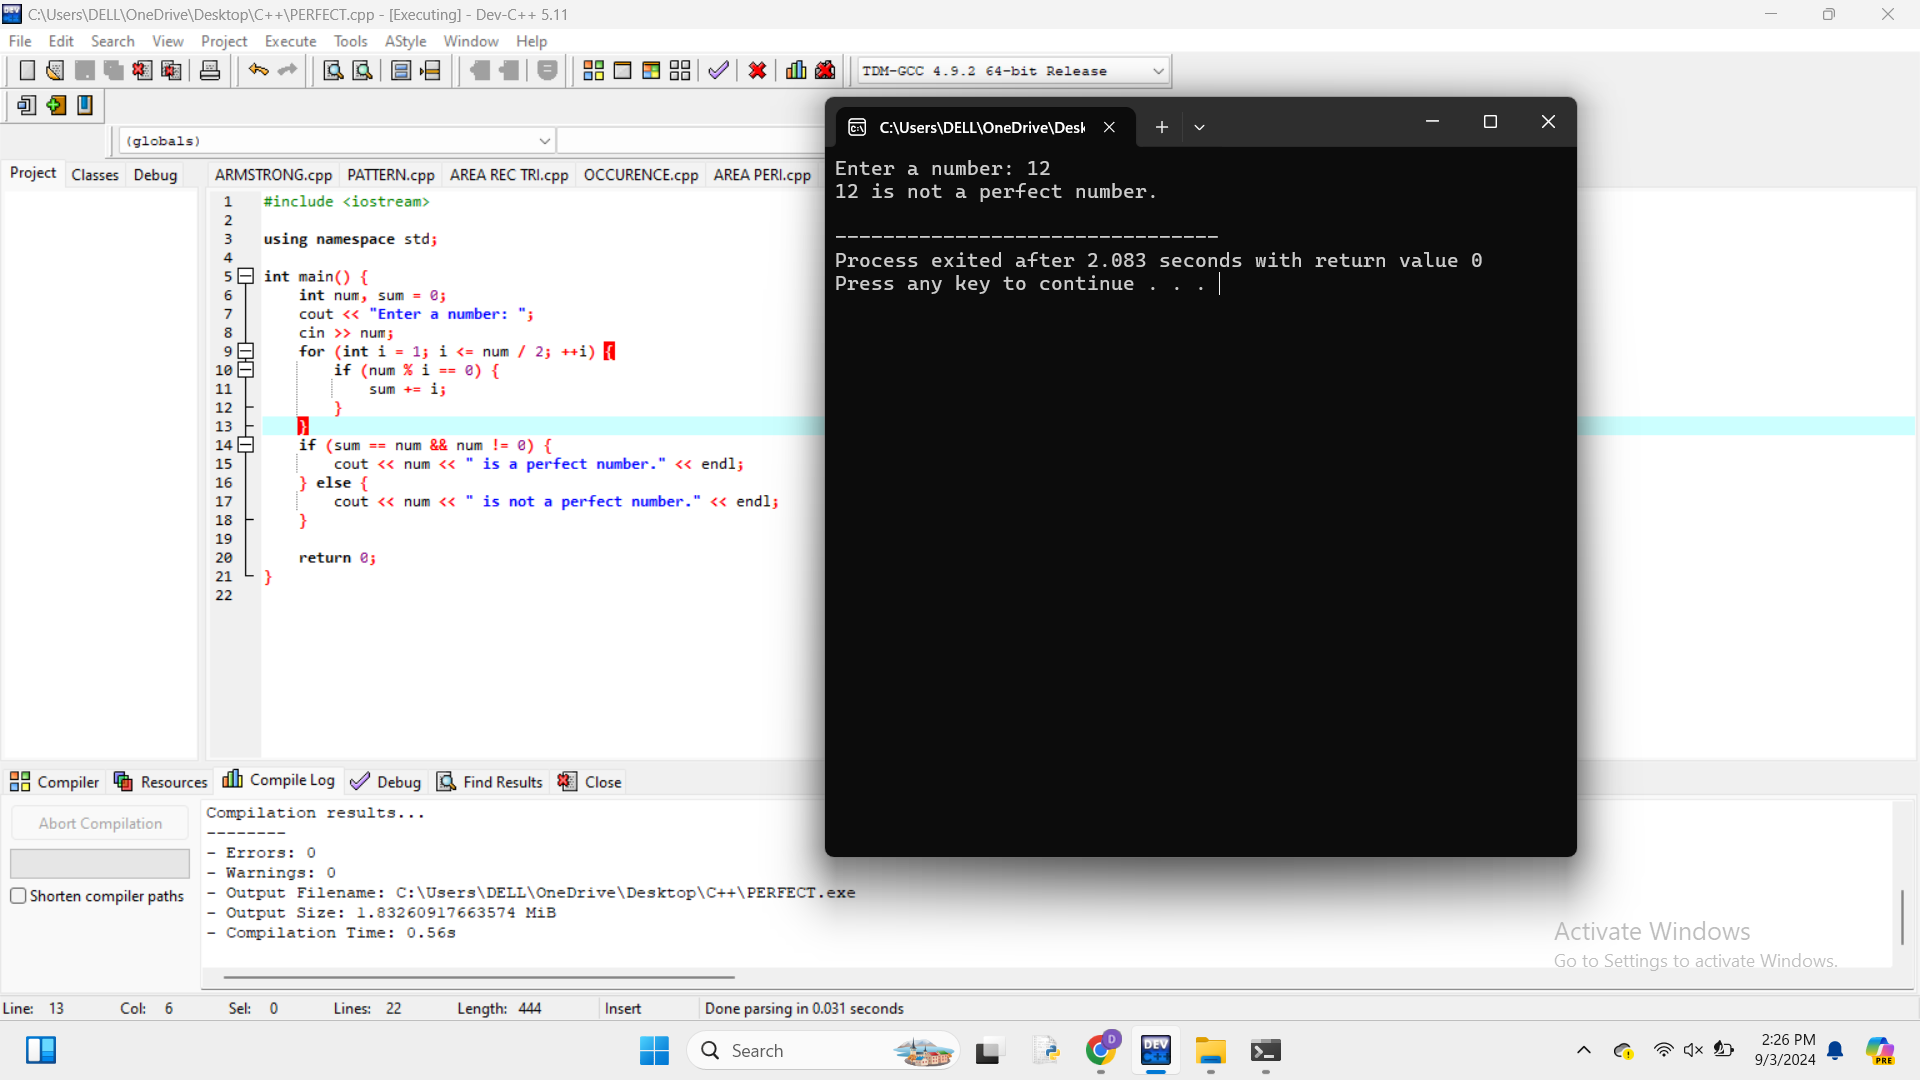 C:\Users\DELL\OneDrive\Desktop\C++\PERFECT.cpp - [Executing] - Dev-C++ 5.11
File Edit Search View Project Execute Tools AStyle Window Help
TDM-GCC 4.9.2 64-bit Release
(globals)
Project Classes Debug
ARMSTRONG.cpp PATTERN.cpp AREA REC TRI.cpp OCCURENCE.cpp AREA PERI.cpp
1 #include <iostream>
2
3 using namespace std;
4
5 int main() {
6 int num, sum = 0;
7 cout << "Enter a number: ";
8 cin >> num;
9 for (int i = 1; i <= num / 2; ++i) {
10 if (num % i == 0) {
11 sum += i;
12 }
13 }
14 if (sum == num && num != 0) {
15 cout << num << " is a perfect number." << endl;
16 } else {
17 cout << num << " is not a perfect number." << endl;
18 }
19
20 return 0;
21 }
22
C:\Users\DELL\OneDrive\Desk
Enter a number: 12
12 is not a perfect number.
--------------------------------
Process exited after 2.083 seconds with return value 0
Press any key to continue . . .
Compiler Resources Compile Log Debug Find Results Close
Abort Compilation
Shorten compiler paths
Compilation results...
--------
- Errors: 0
- Warnings: 0
- Output Filename: C:\Users\DELL\OneDrive\Desktop\C++\PERFECT.exe
- Output Size: 1.83260917663574 MiB
- Compilation Time: 0.56s
Activate Windows
Go to Settings to activate Windows.
Line: 13 Col: 6 Sel: 0 Lines: 22 Length: 444 Insert Done parsing in 0.031 seconds
Search
D
DEV
C++
2:26 PM
9/3/2024
PRE